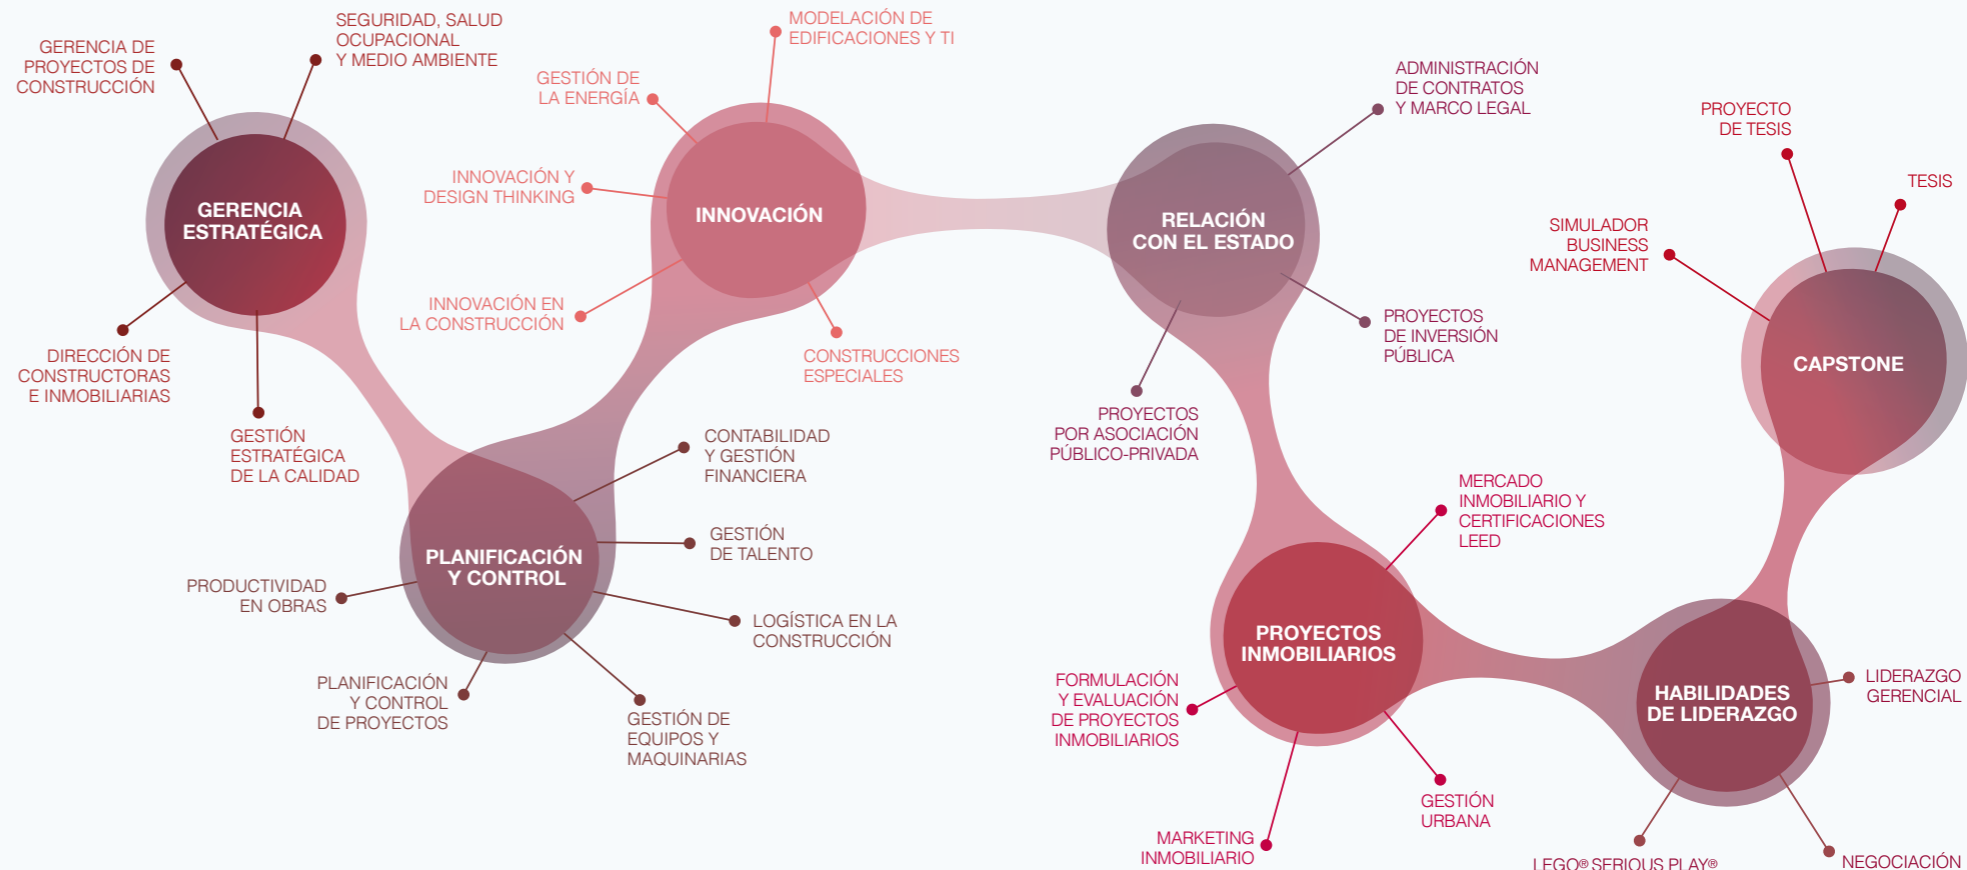 GERENCIA DE
PROYECTOS DE
CONSTRUCCIÓN
SEGURIDAD, SALUD
OCUPACIONAL
Y MEDIO AMBIENTE
GERENCIA
ESTRATÉGICA
DIRECCIÓN DE
CONSTRUCTORAS
E INMOBILIARIAS
GESTIÓN
ESTRATÉGICA
DE LA CALIDAD
PLANIFICACIÓN
Y CONTROL
CONTABILIDAD
Y GESTIÓN
FINANCIERA
GESTIÓN
DE TALENTO
LOGÍSTICA EN LA
CONSTRUCCIÓN
GESTIÓN DE
EQUIPOS Y
MAQUINARIAS
PLANIFICACIÓN
Y CONTROL
DE PROYECTOS
PRODUCTIVIDAD
EN OBRAS
MODELACIÓN DE
EDIFICACIONES Y TI
GESTIÓN DE
LA ENERGÍA
INNOVACIÓN Y
DESIGN THINKING
INNOVACIÓN
INNOVACIÓN EN
LA CONSTRUCCIÓN
CONSTRUCCIONES
ESPECIALES
ADMINISTRACIÓN
DE CONTRATOS
Y MARCO LEGAL
RELACIÓN
CON EL ESTADO
PROYECTOS
DE INVERSIÓN
PÚBLICA
PROYECTOS
POR ASOCIACIÓN
PÚBLICO-PRIVADA
MERCADO
INMOBILIARIO Y
CERTIFICACIONES
LEED
PROYECTOS
INMOBILIARIOS
FORMULACIÓN
Y EVALUACIÓN
DE PROYECTOS
INMOBILIARIOS
MARKETING
INMOBILIARIO
GESTIÓN
URBANA
HABILIDADES
DE LIDERAZGO
LIDERAZGO
GERENCIAL
LEGO® SERIOUS PLAY®
NEGOCIACIÓN
PROYECTO
DE TESIS
TESIS
SIMULADOR
BUSINESS
MANAGEMENT
CAPSTONE